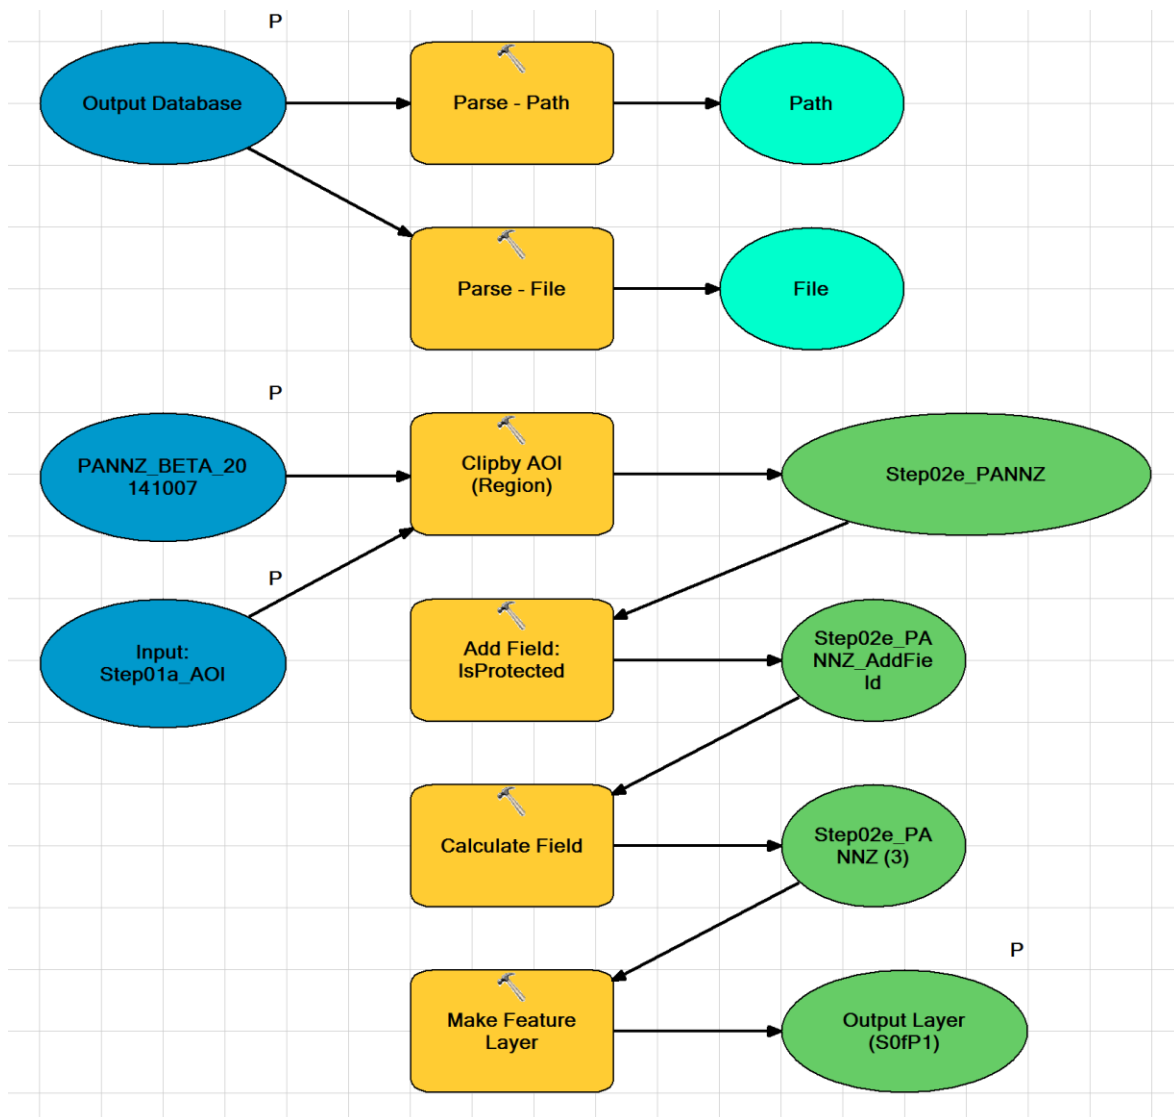 P
Output Database
Parse - Path
Path
Parse - File
File
P
PANNZ_BETA_20
141007
Clipby AOI
(Region)
Step02e_PANNZ
P
Input:
Step01a_AOI
Add Field:
IsProtected
Step02e_PA
NNZ_AddFie
ld
Calculate Field
Step02e_PA
NNZ (3)
P
Make Feature
Layer
Output Layer
(S0fP1)